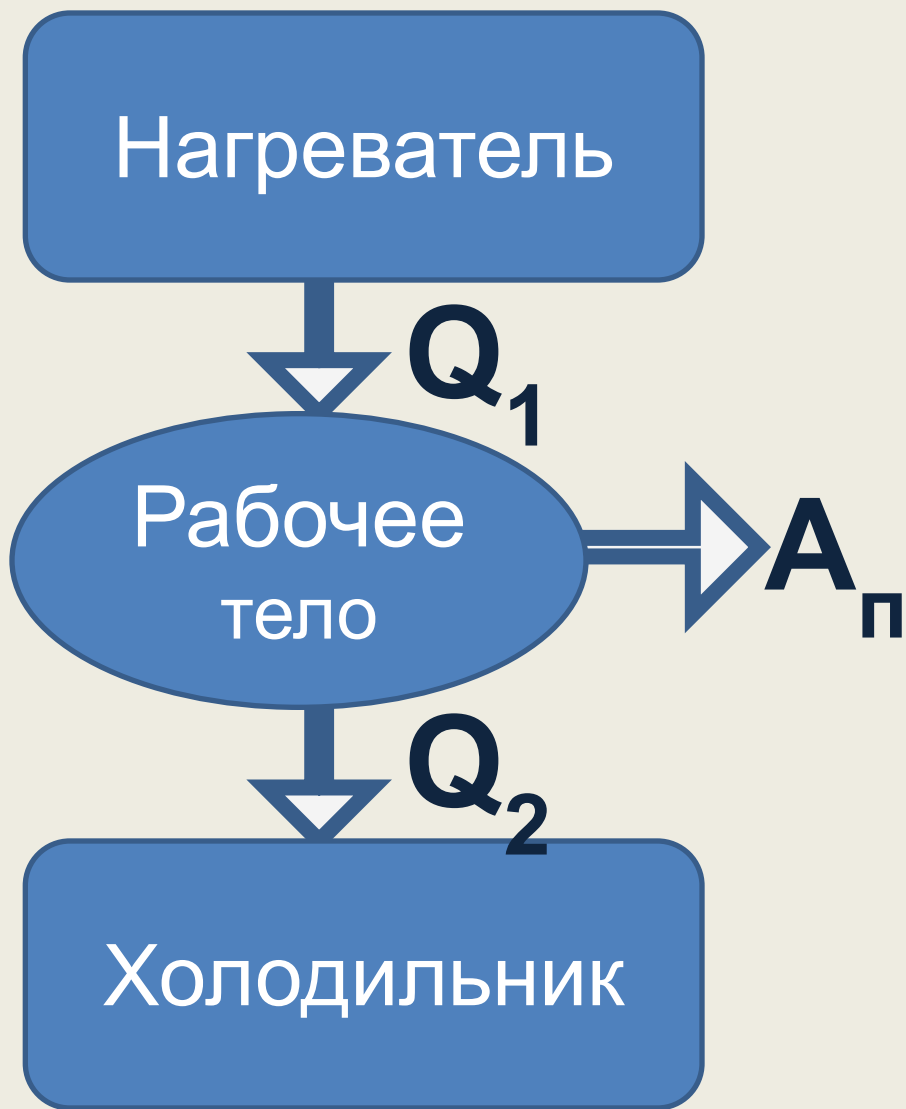 Нагреватель
Q₁
Рабочее
тело
Aп
Q₂
Холодильник